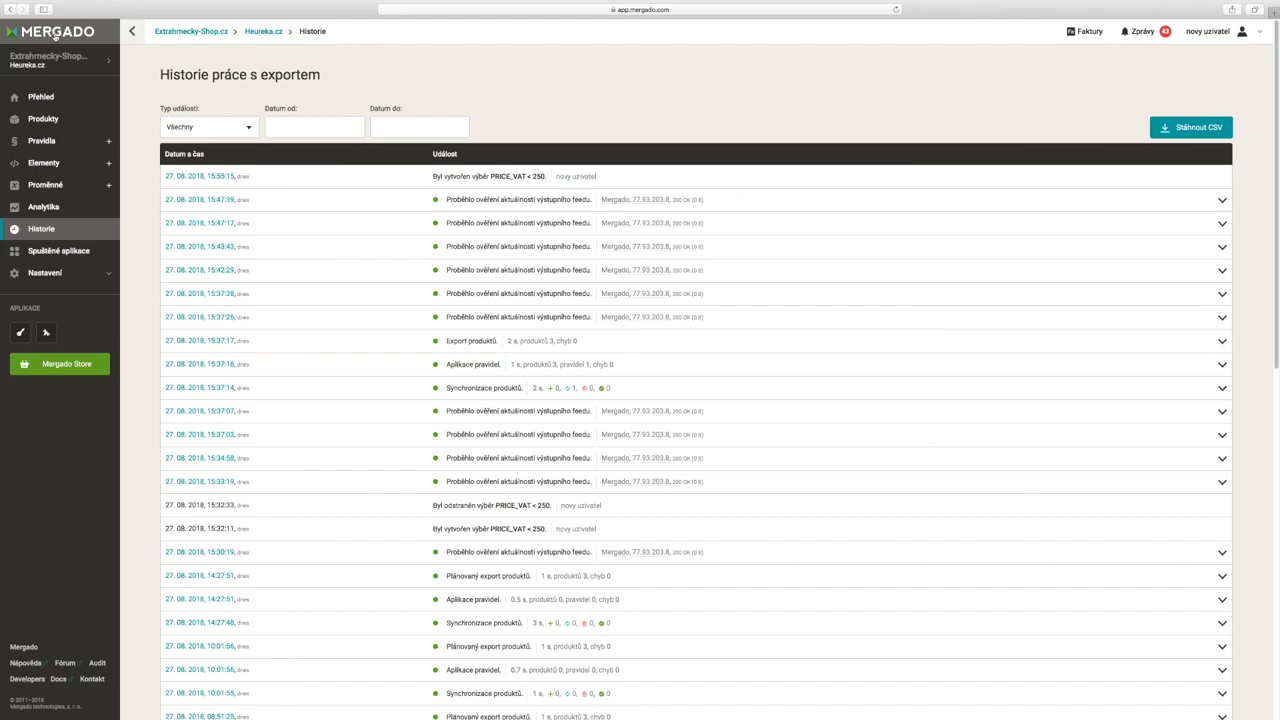 app.mergado.com
MERGADO
Extrahmecky-Shop.cz > Heureka.cz > Historie
Faktury
Zprávy 43
nový uzivatel
Extrahmecky-Shop...
Heureka.cz
Přehled
Produkty
Pravidla +
Elementy +
Proměnné +
Analytika
Historie
Spuštěné aplikace
Nastavení
APLIKACE
Mergado Store
Mergado
Nápověda Fórum Audit
Developers Docs Kontakt
© 2011–2018
Mergado technologies, s. r. o.
Historie práce s exportem
Typ události: Datum od: Datum do:
Všechny
Stáhnout CSV
Datum a čas Událost
27. 08. 2018, 15:55:15, dnes Byl vytvořen výběr PRICE_VAT < 250. novy uzivatel
27. 08. 2018, 15:47:39, dnes Proběhlo ověření aktuálnosti výstupního feedu. Mergado, 77.93.203.8, 200 OK (0 B)
27. 08. 2018, 15:47:17, dnes Proběhlo ověření aktuálnosti výstupního feedu. Mergado, 77.93.203.8, 200 OK (0 B)
27. 08. 2018, 15:43:43, dnes Proběhlo ověření aktuálnosti výstupního feedu. Mergado, 77.93.203.8, 200 OK (0 B)
27. 08. 2018, 15:42:29, dnes Proběhlo ověření aktuálnosti výstupního feedu. Mergado, 77.93.203.8, 200 OK (0 B)
27. 08. 2018, 15:37:38, dnes Proběhlo ověření aktuálnosti výstupního feedu. Mergado, 77.93.203.8, 200 OK (0 B)
27. 08. 2018, 15:37:26, dnes Proběhlo ověření aktuálnosti výstupního feedu. Mergado, 77.93.203.8, 200 OK (0 B)
27. 08. 2018, 15:37:17, dnes Export produktů. 2 s, produktů 3, chyb 0
27. 08. 2018, 15:37:16, dnes Aplikace pravidel. 1 s, produktů 3, pravidel 1, chyb 0
27. 08. 2018, 15:37:14, dnes Synchronizace produktů. 2 s, + 0, 1, 0, 0
27. 08. 2018, 15:37:07, dnes Proběhlo ověření aktuálnosti výstupního feedu. Mergado, 77.93.203.8, 200 OK (0 B)
27. 08. 2018, 15:37:03, dnes Proběhlo ověření aktuálnosti výstupního feedu. Mergado, 77.93.203.8, 200 OK (0 B)
27. 08. 2018, 15:34:58, dnes Proběhlo ověření aktuálnosti výstupního feedu. Mergado, 77.93.203.8, 200 OK (0 B)
27. 08. 2018, 15:33:19, dnes Proběhlo ověření aktuálnosti výstupního feedu. Mergado, 77.93.203.8, 200 OK (0 B)
27. 08. 2018, 15:32:33, dnes Byl odstraněn výběr PRICE_VAT < 250. novy uzivatel
27. 08. 2018, 15:32:11, dnes Byl vytvořen výběr PRICE_VAT < 250. novy uzivatel
27. 08. 2018, 15:30:19, dnes Proběhlo ověření aktuálnosti výstupního feedu. Mergado, 77.93.203.8, 200 OK (0 B)
27. 08. 2018, 14:27:51, dnes Plánovaný export produktů. 1 s, produktů 3, chyb 0
27. 08. 2018, 14:27:51, dnes Aplikace pravidel. 0.5 s, produktů 0, pravidel 0, chyb 0
27. 08. 2018, 14:27:48, dnes Synchronizace produktů. 3 s, + 0, 0, 0, 0
27. 08. 2018, 10:01:56, dnes Plánovaný export produktů. 1 s, produktů 3, chyb 0
27. 08. 2018, 10:01:56, dnes Aplikace pravidel. 0.7 s, produktů 0, pravidel 0, chyb 0
27. 08. 2018, 10:01:55, dnes Synchronizace produktů. 1 s, + 0, 0, 0, 0
27. 08. 2018, 08:51:25, dnes Plánovaný export produktů. 1 s, produktů 3, chyb 0